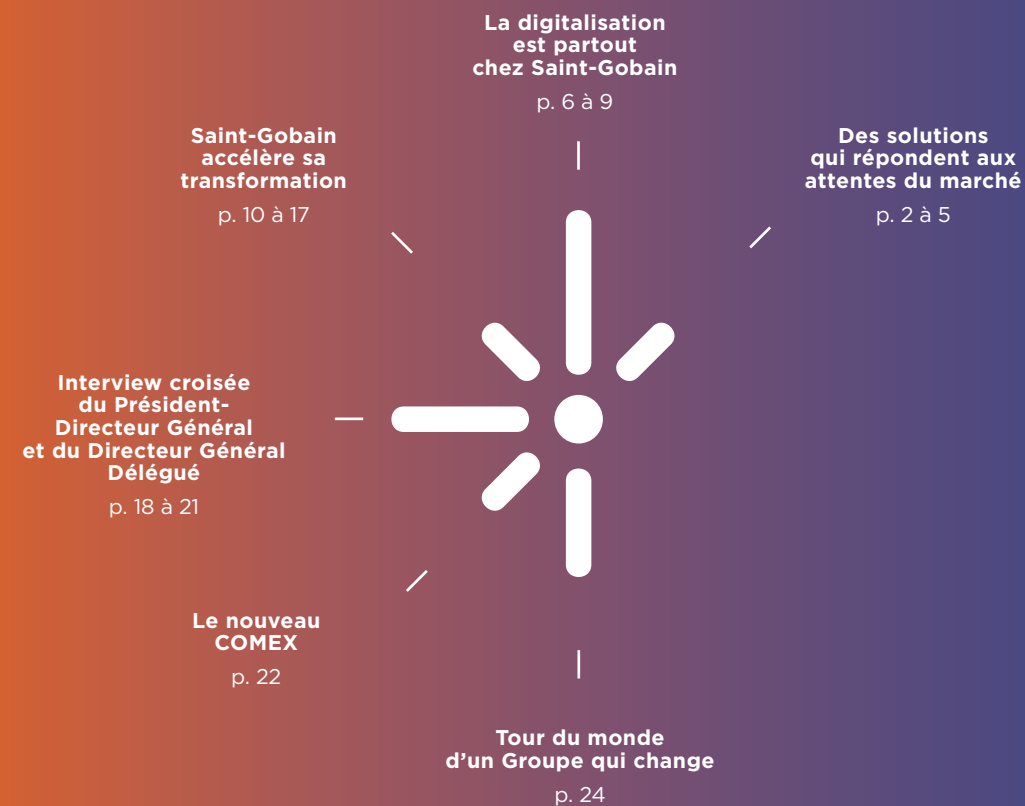 La digitalisation
est partout
chez Saint-Gobain
p. 6 à 9
Saint-Gobain
accélère sa
transformation
p. 10 à 17
Des solutions
qui répondent aux
attentes du marché
p. 2 à 5
Interview croisée
du Président-
Directeur Général
et du Directeur Général
Délégué
p. 18 à 21
Le nouveau
COMEX
p. 22
Tour du monde
d’un Groupe qui change
p. 24